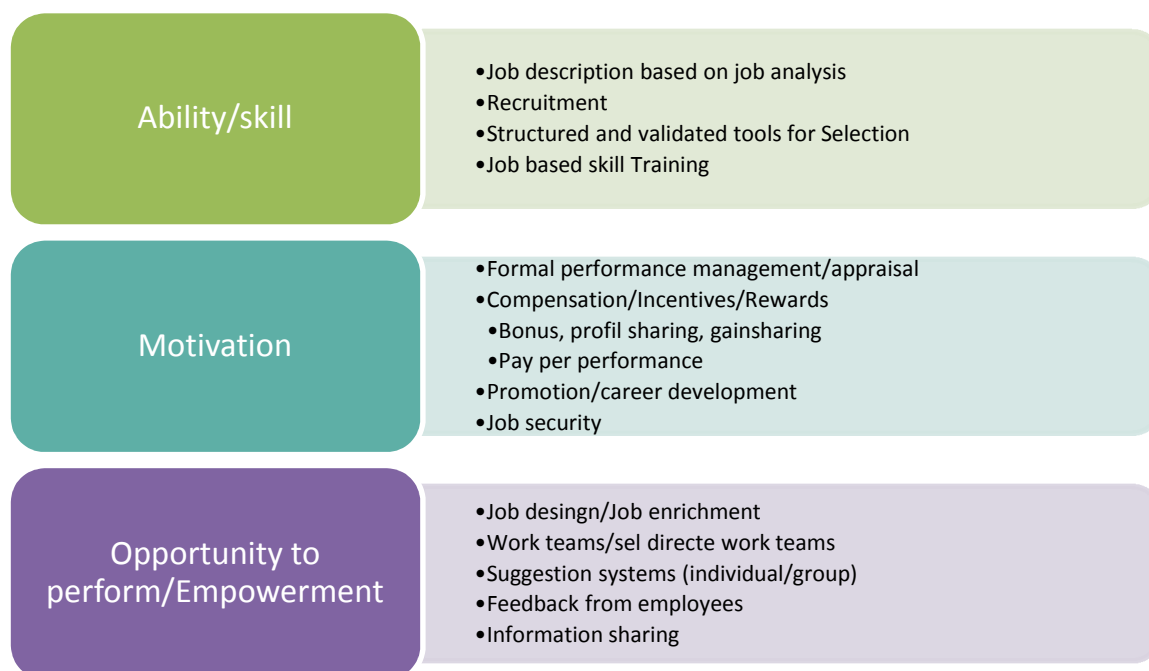 Ability/skill
•Job description based on job analysis
•Recruitment
•Structured and validated tools for Selection
•Job based skill Training
Motivation
•Formal performance management/appraisal
•Compensation/Incentives/Rewards
•Bonus, profil sharing, gainsharing
•Pay per performance
•Promotion/career development
•Job security
Opportunity to
perform/Empowerment
•Job desingn/Job enrichment
•Work teams/sel directe work teams
•Suggestion systems (individual/group)
•Feedback from employees
•Information sharing